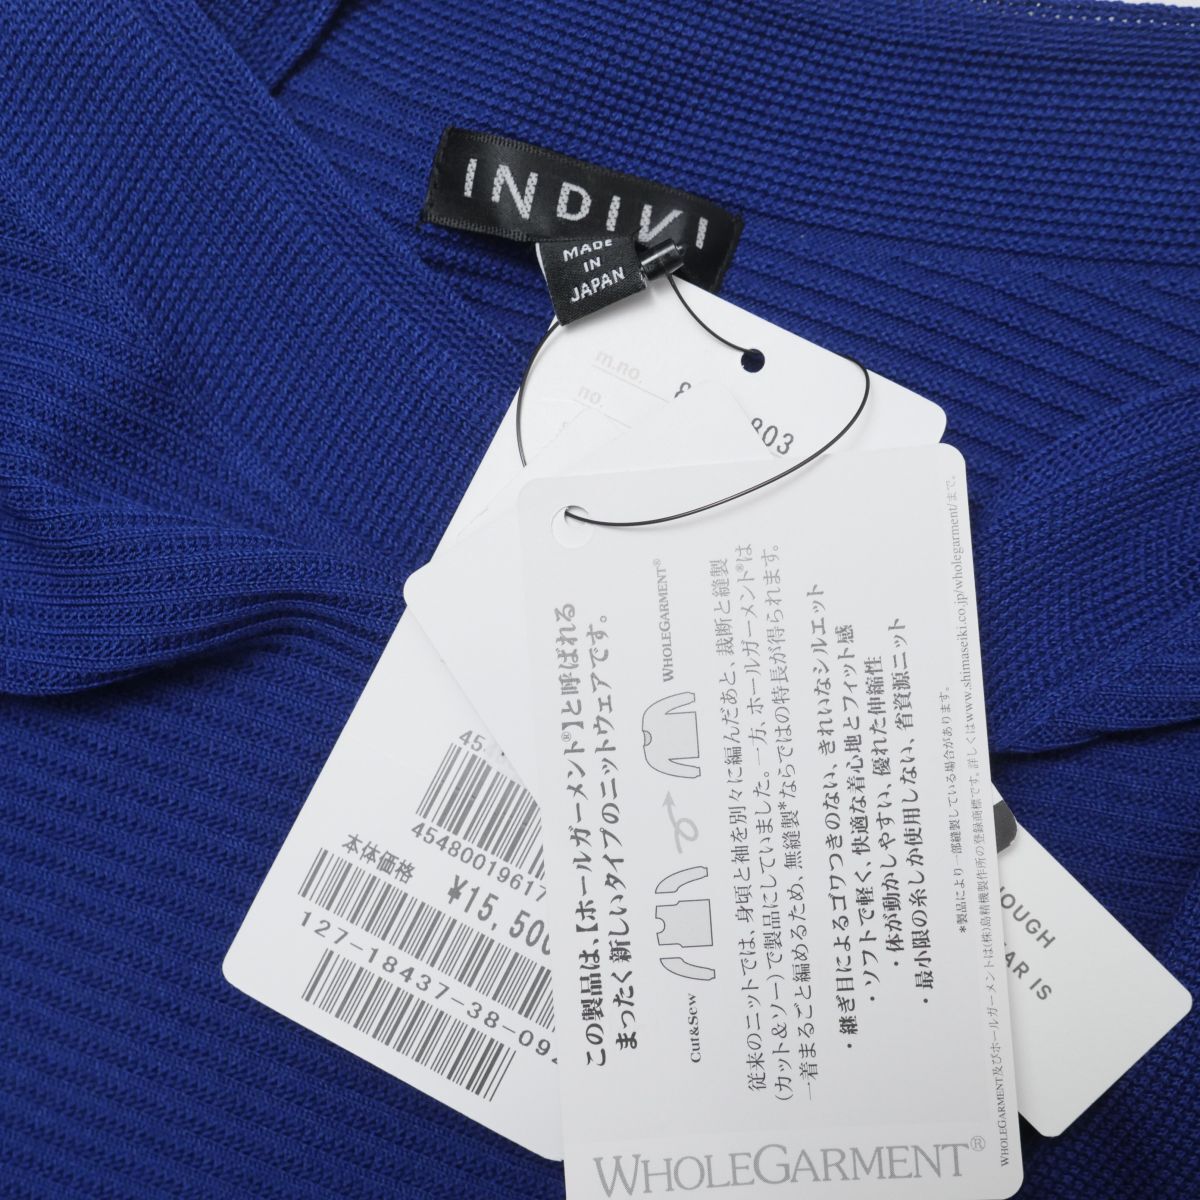 INDIVI
MADE
IN
JAPAN
m.no.
no.
803
本体価格
¥15,500
127-18437-38-09
この製品は、【ホールガーメント®】と呼ばれる
まったく新しいタイプのニットウェアです。
Cut&Sew
WHOLEGARMENT®
従来のニットでは、身頃と袖を別々に編んだあと、裁断と縫製
(カット&ソー)で製品にしていました。一方、ホールガーメント®は
一着まるごと編めるため、無縫製*ならではの特長が得られます。
・継ぎ目によるゴワつきのない、きれいなシルエット
・ソフトで軽く、快適な着心地とフィット感
・体が動かしやすい、優れた伸縮性
・最小限の糸しか使用しない、省資源ニット
*製品により一部縫製している場合があります。
WHOLEGARMENT及びホールガーメントは(株)島精機製作所の登録商標です。詳しくはwww.shimaseiki.co.jp/wholegarment/まで。
WHOLEGARMENT®
4548001961
OUGH
AR IS